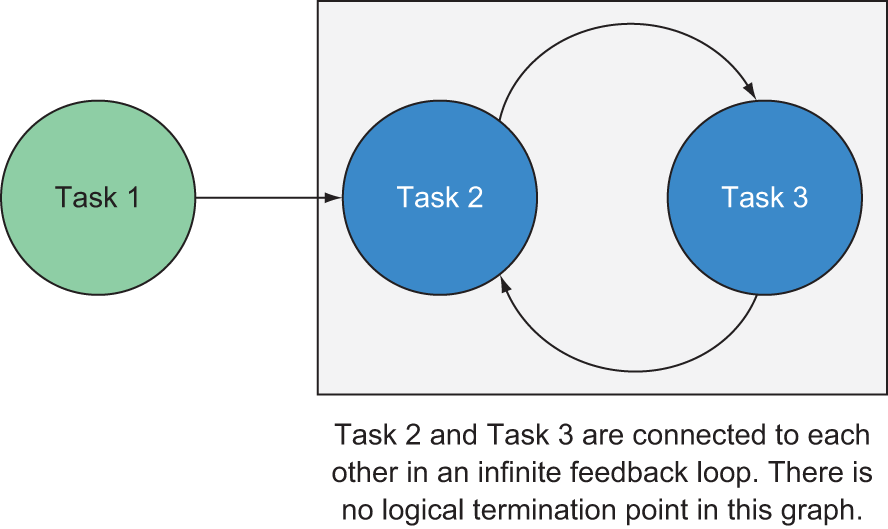 Task 1
Task 2
Task 3
Task 2 and Task 3 are connected to each
other in an infinite feedback loop. There is
no logical termination point in this graph.